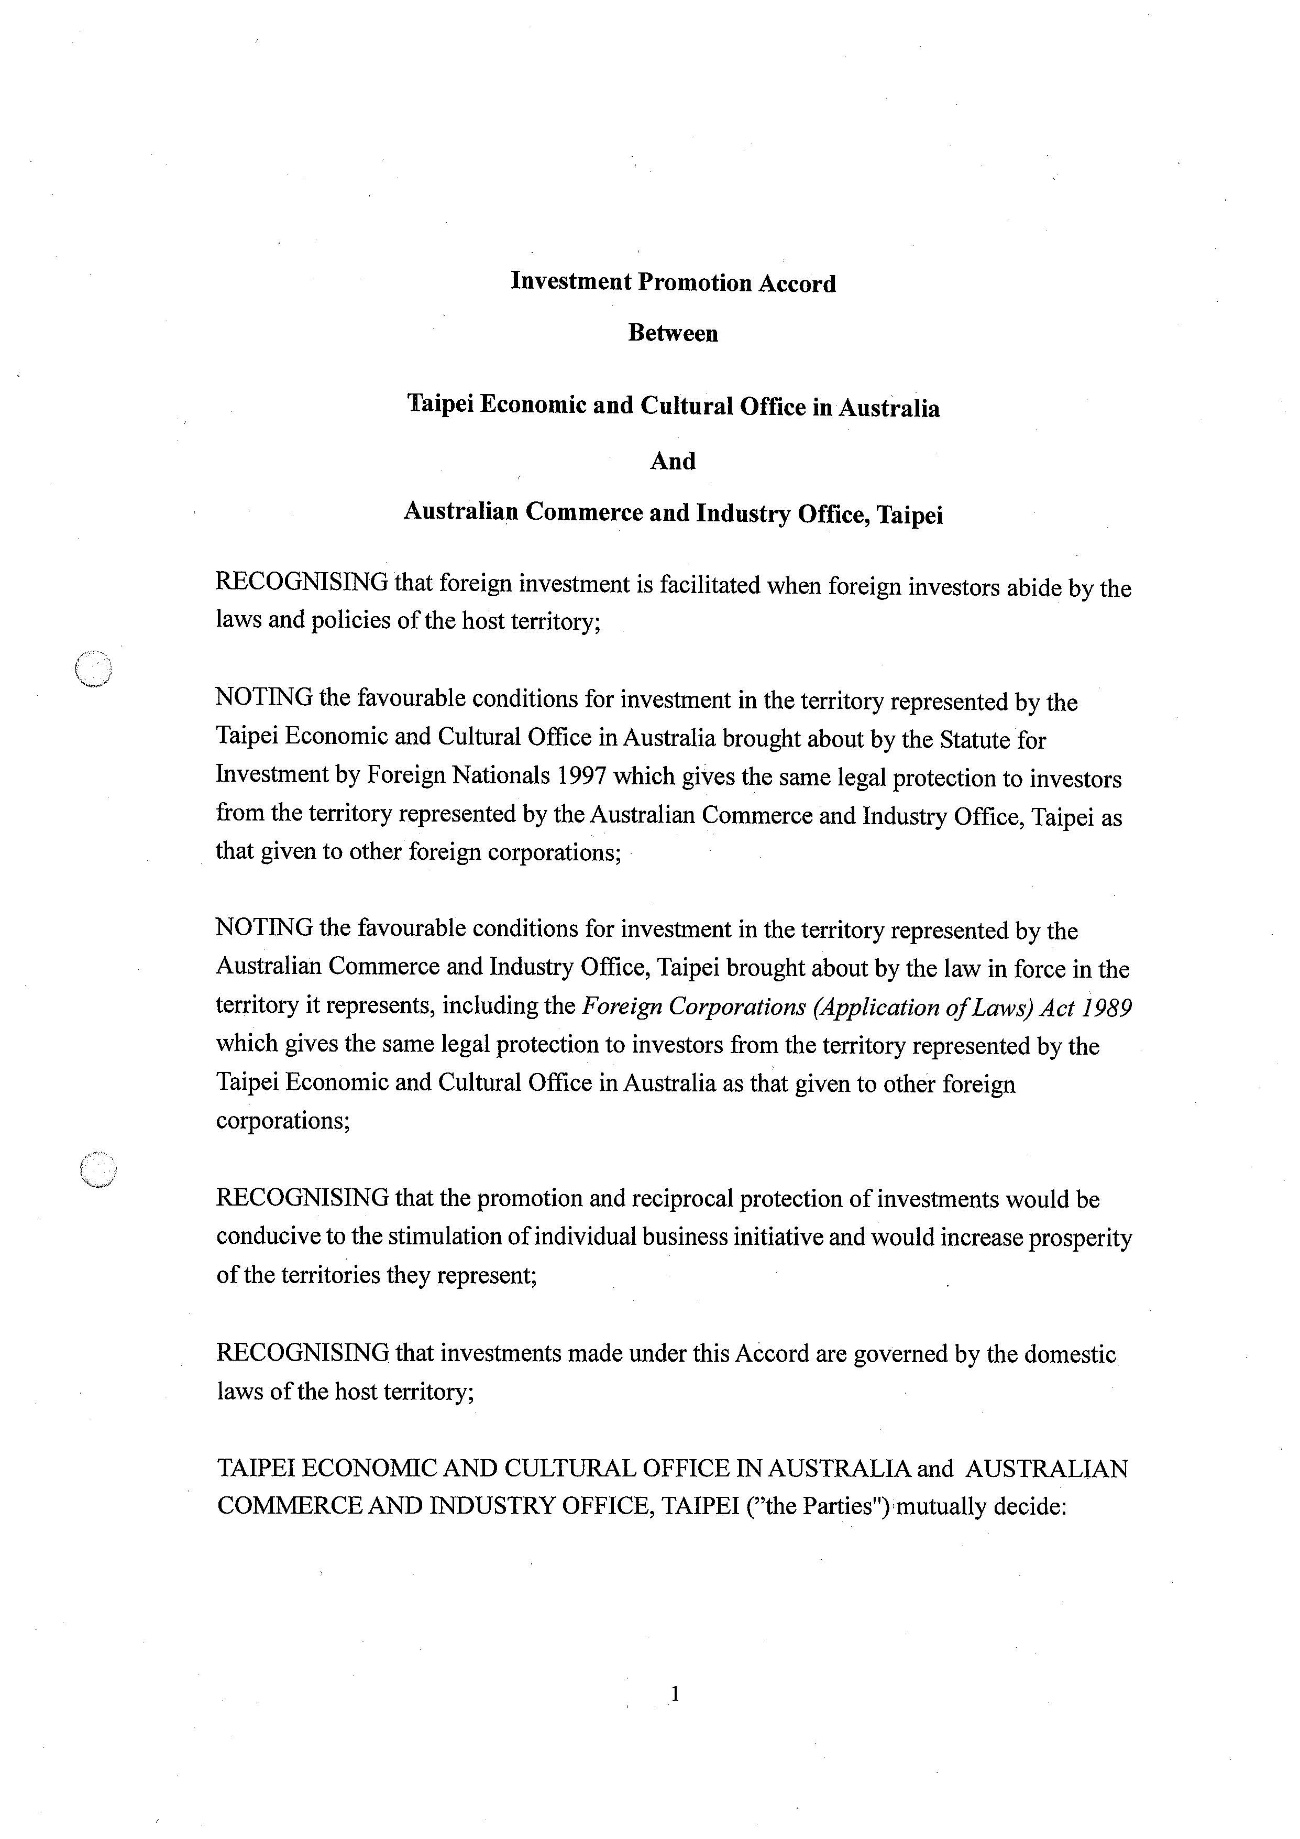 Investment Promotion Accord
Between
Taipei Economic and Cultural Office in Australia
And
Australian Commerce and Industry Office, Taipei
RECOGNISING that foreign investment is facilitated when foreign investors abide by the
laws and policies of the host territory;
NOTING the favourable conditions for investment in the territory represented by the
Taipei Economic and Cultural Office in Australia brought about by the Statute for
Investment by Foreign Nationals 1997 which gives the same legal protection to investors
from the territory represented by the Australian Commerce and Industry Office, Taipei as
that given to other foreign corporations;
NOTING the favourable conditions for investment in the territory represented by the
Australian Commerce and Industry Office, Taipei brought about by the law in force in the
territory it represents, including the Foreign Corporations (Application of Laws) Act 1989
which gives the same legal protection to investors from the territory represented by the
Taipei Economic and Cultural Office in Australia as that given to other foreign
corporations;
RECOGNISING that the promotion and reciprocal protection of investments would be
conducive to the stimulation of individual business initiative and would increase prosperity
of the territories they represent;
RECOGNISING that investments made under this Accord are governed by the domestic
laws of the host territory;
TAIPEI ECONOMIC AND CULTURAL OFFICE IN AUSTRALIA and AUSTRALIAN
COMMERCE AND INDUSTRY OFFICE, TAIPEI (”the Parties") mutually decide:
1